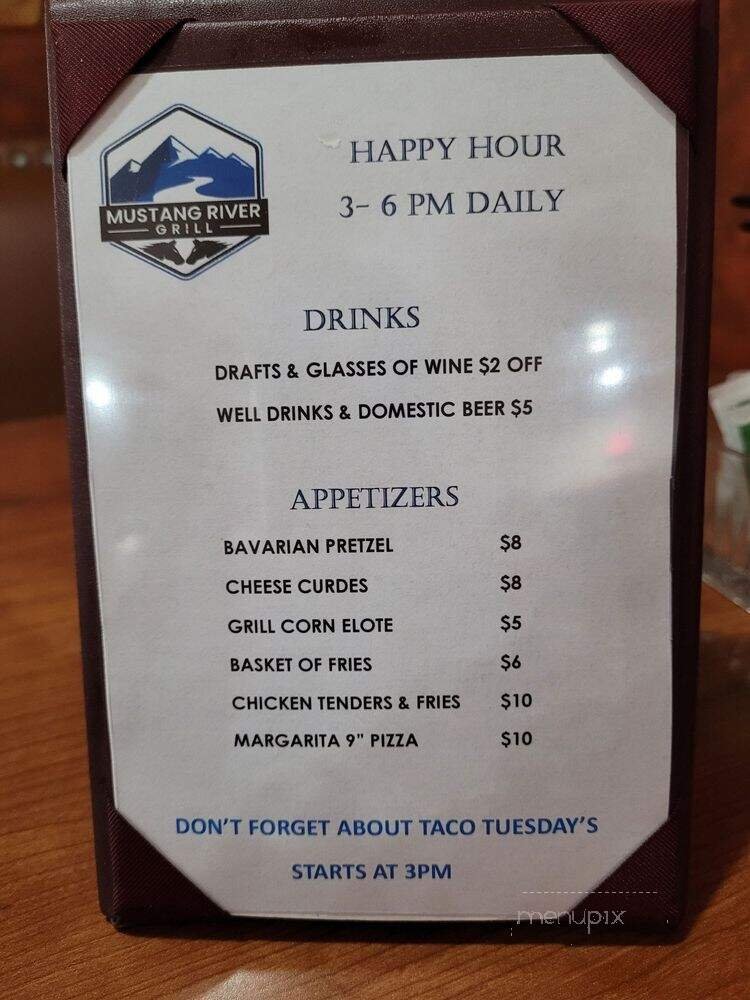 MUSTANG RIVER
GRILL
HAPPY HOUR
3- 6 PM DAILY
DRINKS
DRAFTS & GLASSES OF WINE $2 OFF
WELL DRINKS & DOMESTIC BEER $5
APPETIZERS
BAVARIAN PRETZEL $8
CHEESE CURDES $8
GRILL CORN ELOTE $5
BASKET OF FRIES $6
CHICKEN TENDERS & FRIES $10
MARGARITA 9" PIZZA $10
DON'T FORGET ABOUT TACO TUESDAY'S
STARTS AT 3PM
menupix